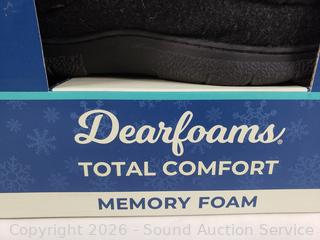 Dearfoams®
TOTAL COMFORT
MEMORY FOAM
Copyright 2026 - Sound Auction Service